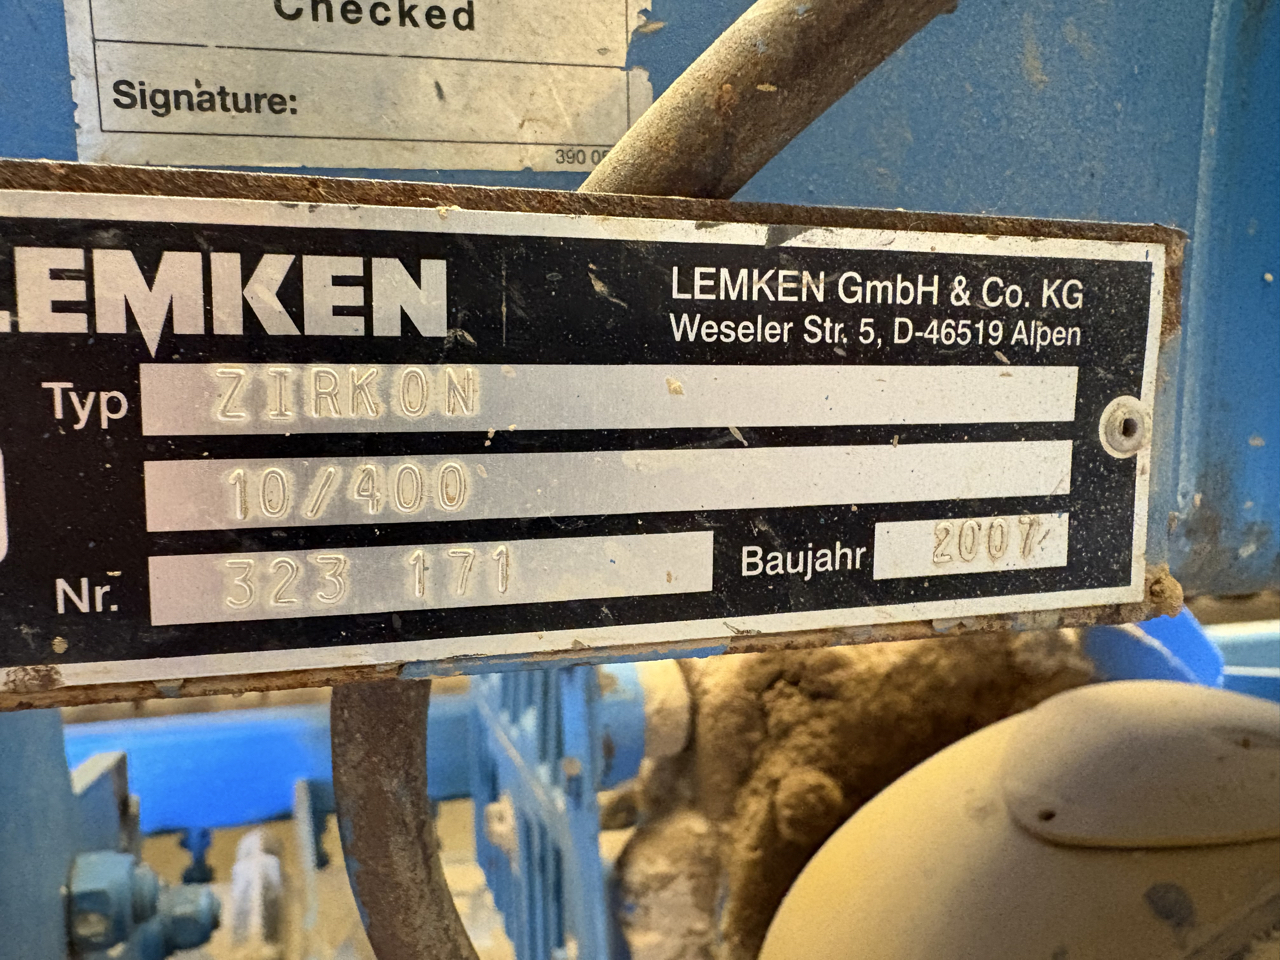 Checked
Signature:
390 0
LEMKEN
LEMKEN GmbH & Co. KG
Weseler Str. 5, D-46519 Alpen
Typ ZIRKON
10/400
Nr. 323 171 Baujahr 2007